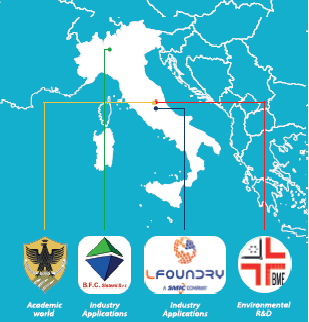 B.F.C. Sistemi S.r.l
LFOUNDRY
A SMIC COMPANY
BME
Academic
world
Industry
Applications
Industry
Applications
Environmental
R&D